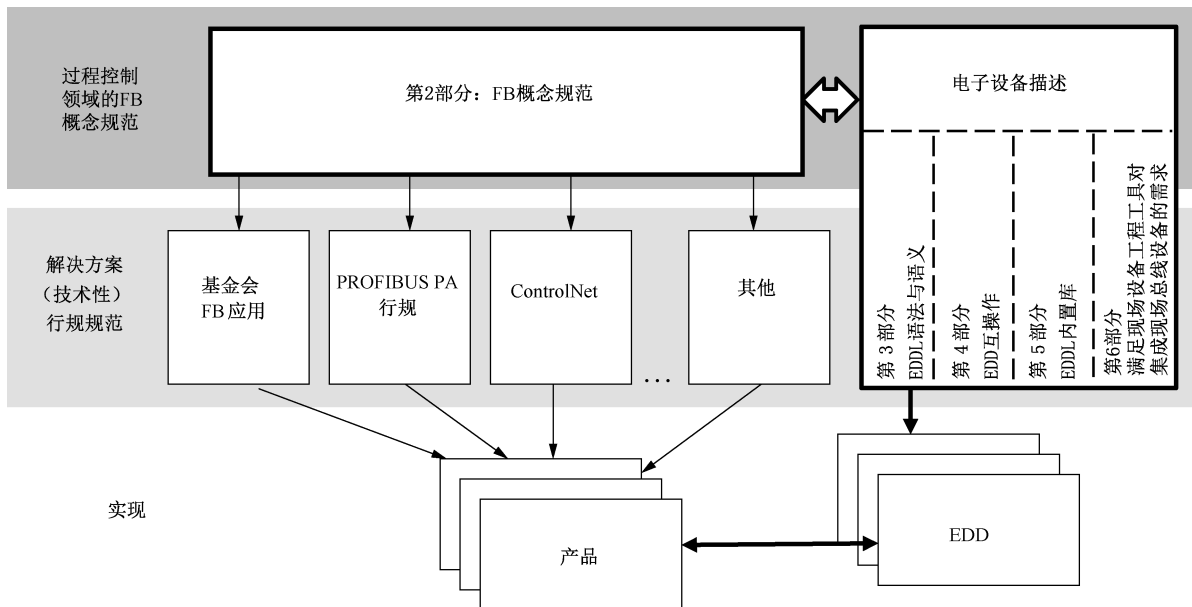 过程控制
领域的FB
概念规范
第2部分：FB概念规范
电子设备描述
解决方案
（技术性）
行规规范
基金会
FB应用
PROFIBUS PA
行规
ControlNet
…
其他
第3部分
EDDL语法与语义
第4部分
EDD互操作
第5部分
EDDL内置库
第6部分
满足现场设备工程工具对
集成现场总线设备的需求
实现
产品
EDD